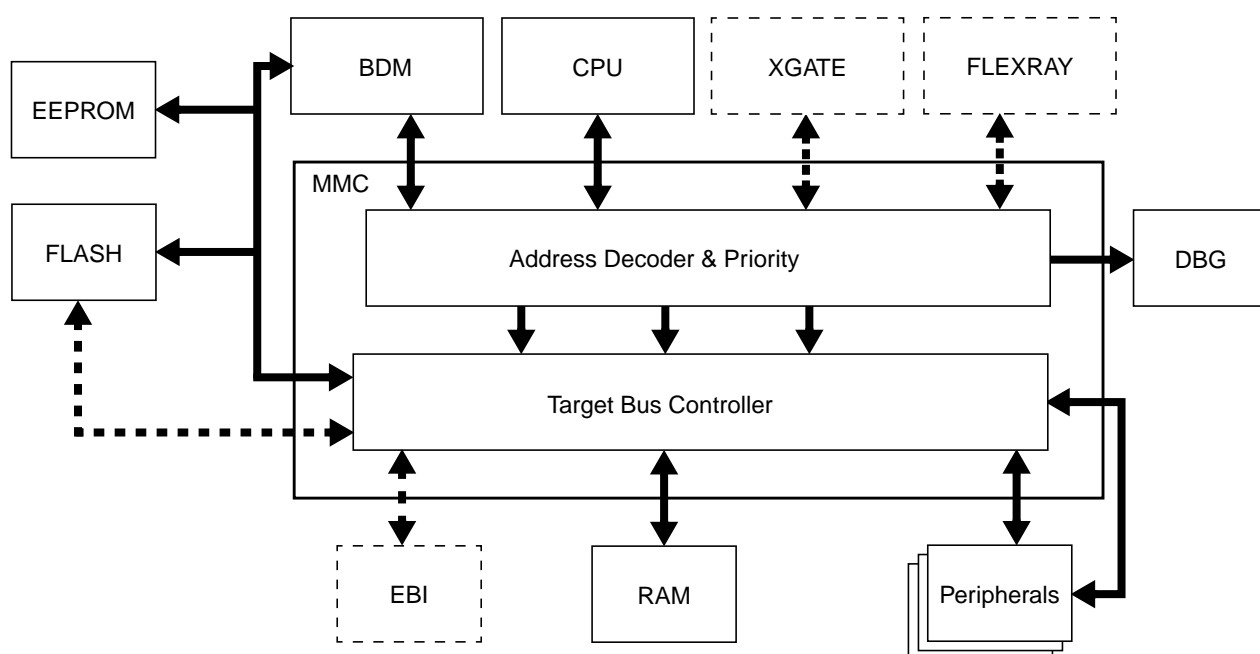 BDM
CPU
XGATE
FLEXRAY
EEPROM
MMC
FLASH
Address Decoder & Priority
DBG
Target Bus Controller
EBI
RAM
Peripherals